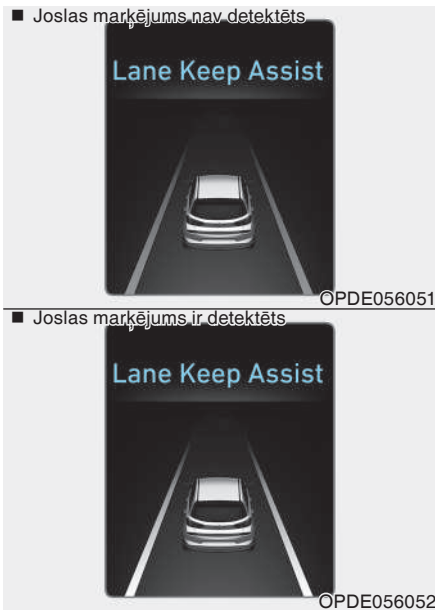 ■ Joslas marķējums nav detektēts
Lane Keep Assist
OPDE056051
■ Joslas marķējums ir detektēts
Lane Keep Assist
OPDE056052